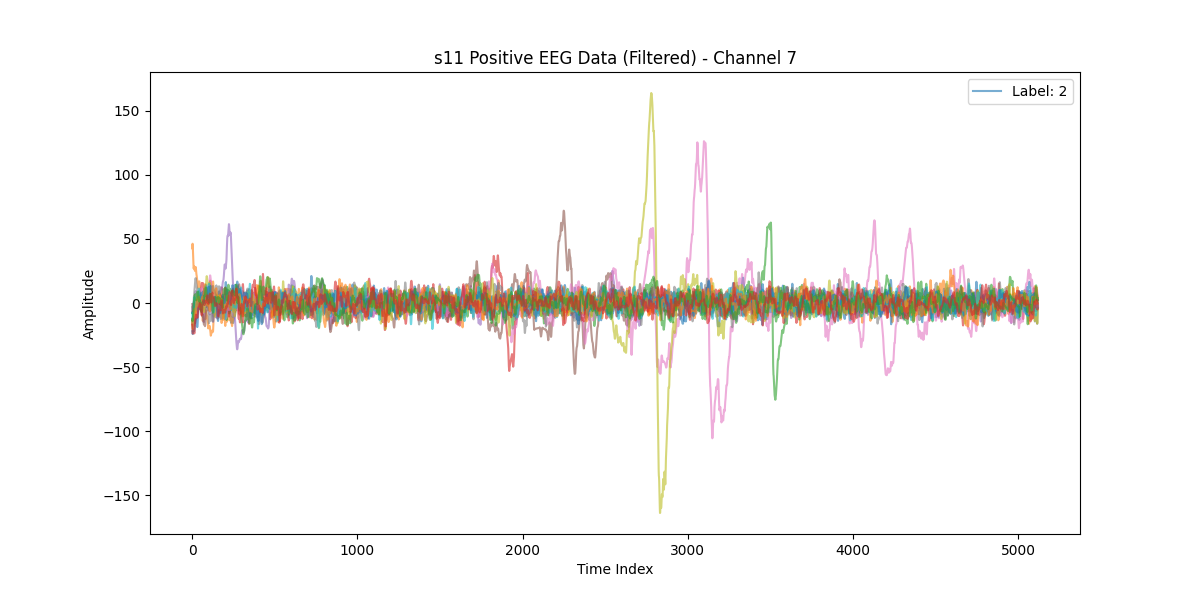 s11 Positive EEG Data (Filtered) - Channel 7
Label: 2
Amplitude
150
100
50
0
−50
−100
−150
0 1000 2000 3000 4000 5000
Time Index